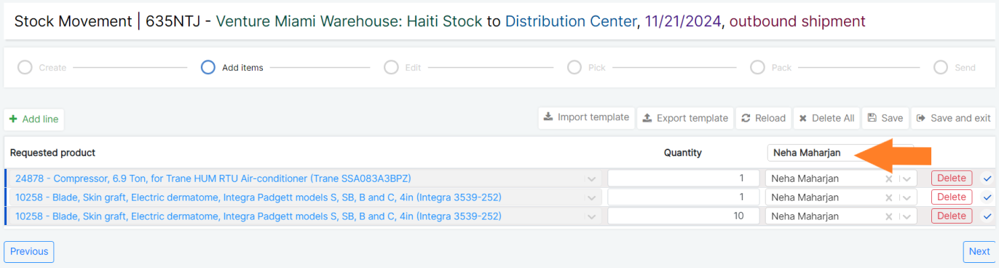 Stock Movement | 635NTJ - Venture Miami Warehouse: Haiti Stock to Distribution Center, 11/21/2024, outbound shipment
Create Add items Edit Pick Pack Send
Add line Import template Export template Reload Delete All Save Save and exit
Requested product Quantity Neha Maharjan
24878 - Compressor, 6.9 Ton, for Trane HUM RTU Air-conditioner (Trane SSA083A3BPZ) 1 Neha Maharjan Delete
10258 - Blade, Skin graft, Electric dermatome, Integra Padgett models S, SB, B and C, 4in (Integra 3539-252) 1 Neha Maharjan Delete
10258 - Blade, Skin graft, Electric dermatome, Integra Padgett models S, SB, B and C, 4in (Integra 3539-252) 10 Neha Maharjan Delete
Previous Next